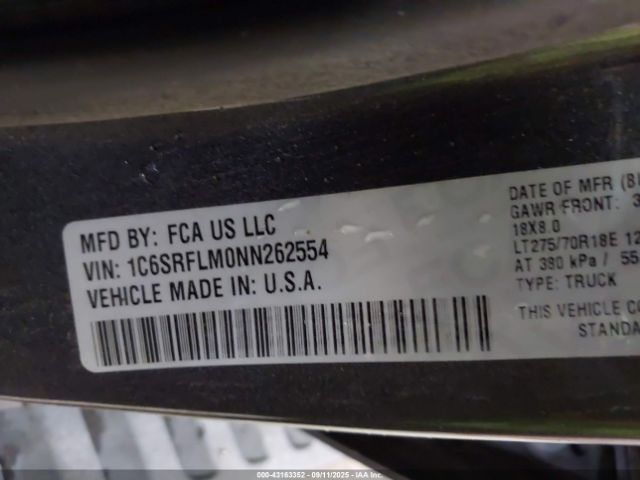 MFD BY: FCA US LLC
VIN: 1C6SRFLM0NN262554
VEHICLE MADE IN: U.S.A.
DATE OF MFR
GAWR FRONT:
18X8.0
LT275/70R18E
AT 380 kPa / 55
TYPE: TRUCK
THIS VEHICLE
000-43163352 - 09/11/2025 - IAA Inc.